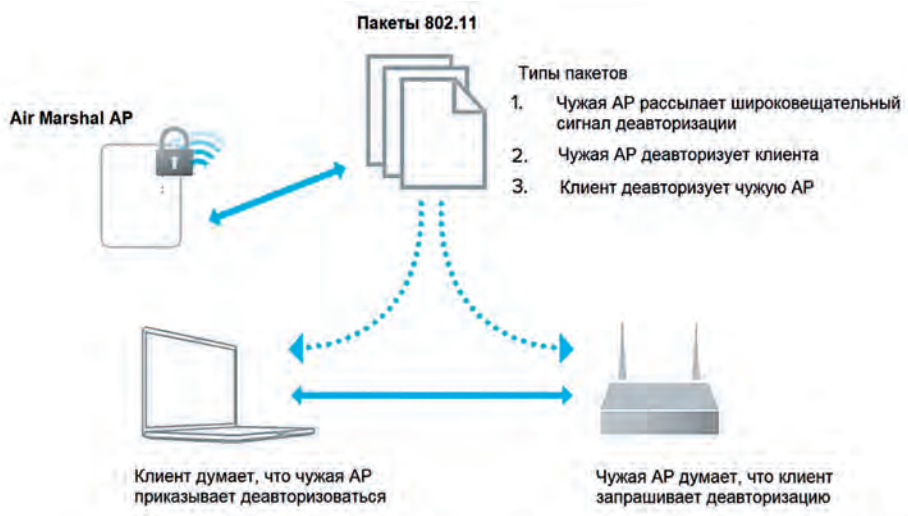 Пакеты 802.11
Типы пакетов
1. Чужая AP рассылает широковещательный
сигнал деавторизации
2. Чужая AP деавторизует клиента
3. Клиент деавторизует чужую AP
Air Marshal AP
Клиент думает, что чужая AP
приказывает деавторизоваться
Чужая AP думает, что клиент
запрашивает деавторизацию